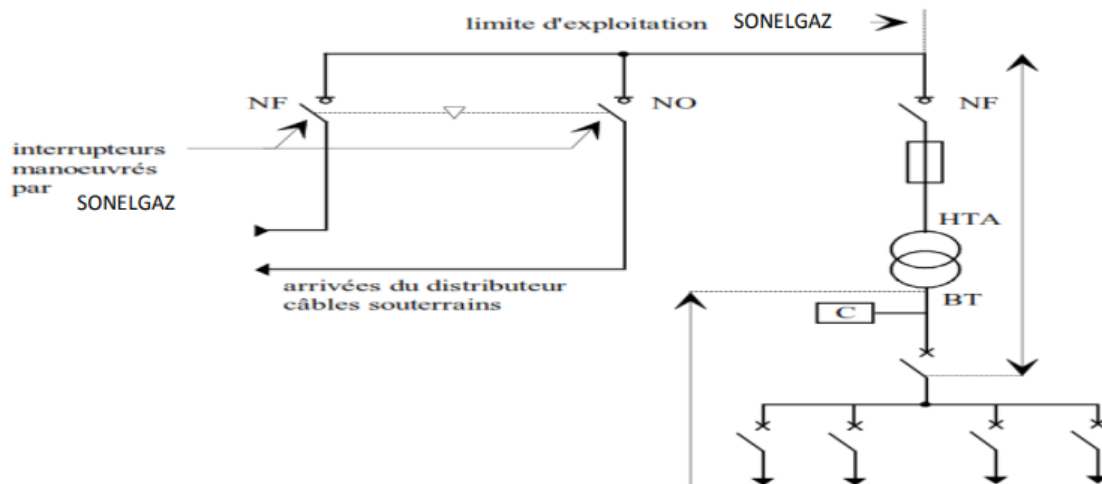 limite d'exploitation SONELGAZ
NF
NO
NF
interrupteurs
manoeuvrés
par SONELGAZ
HTA
arrivées du distributeur
câbles souterrains
BT
C